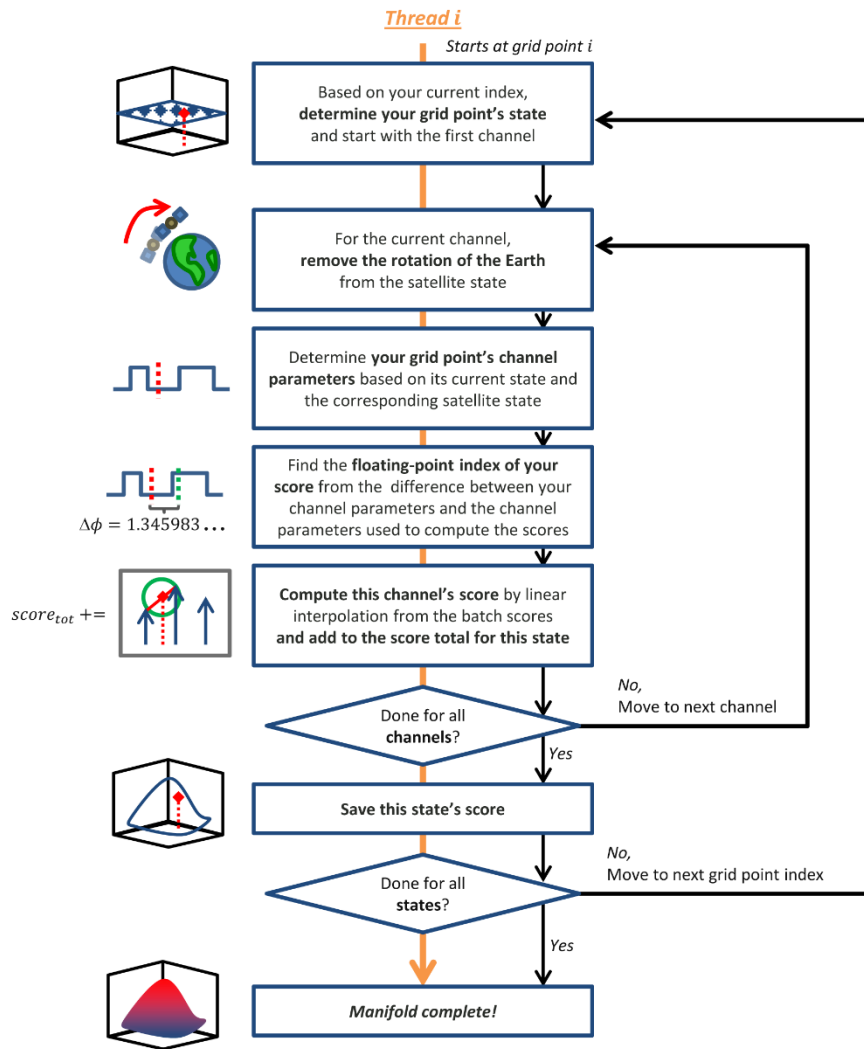 Thread i
Starts at grid point i
Based on your current index,
determine your grid point's state
and start with the first channel
For the current channel,
remove the rotation of the Earth
from the satellite state
Determine your grid point's channel
parameters based on its current state and
the corresponding satellite state
Find the floating-point index of your
score from the difference between your
channel parameters and the channel
parameters used to compute the scores
Δϕ = 1.345983 ...
score_tot +=
Compute this channel's score by linear
interpolation from the batch scores
and add to the score total for this state
Done for all
channels?
No,
Move to next channel
Yes
Save this state's score
Done for all
states?
No,
Move to next grid point index
Yes
Manifold complete!